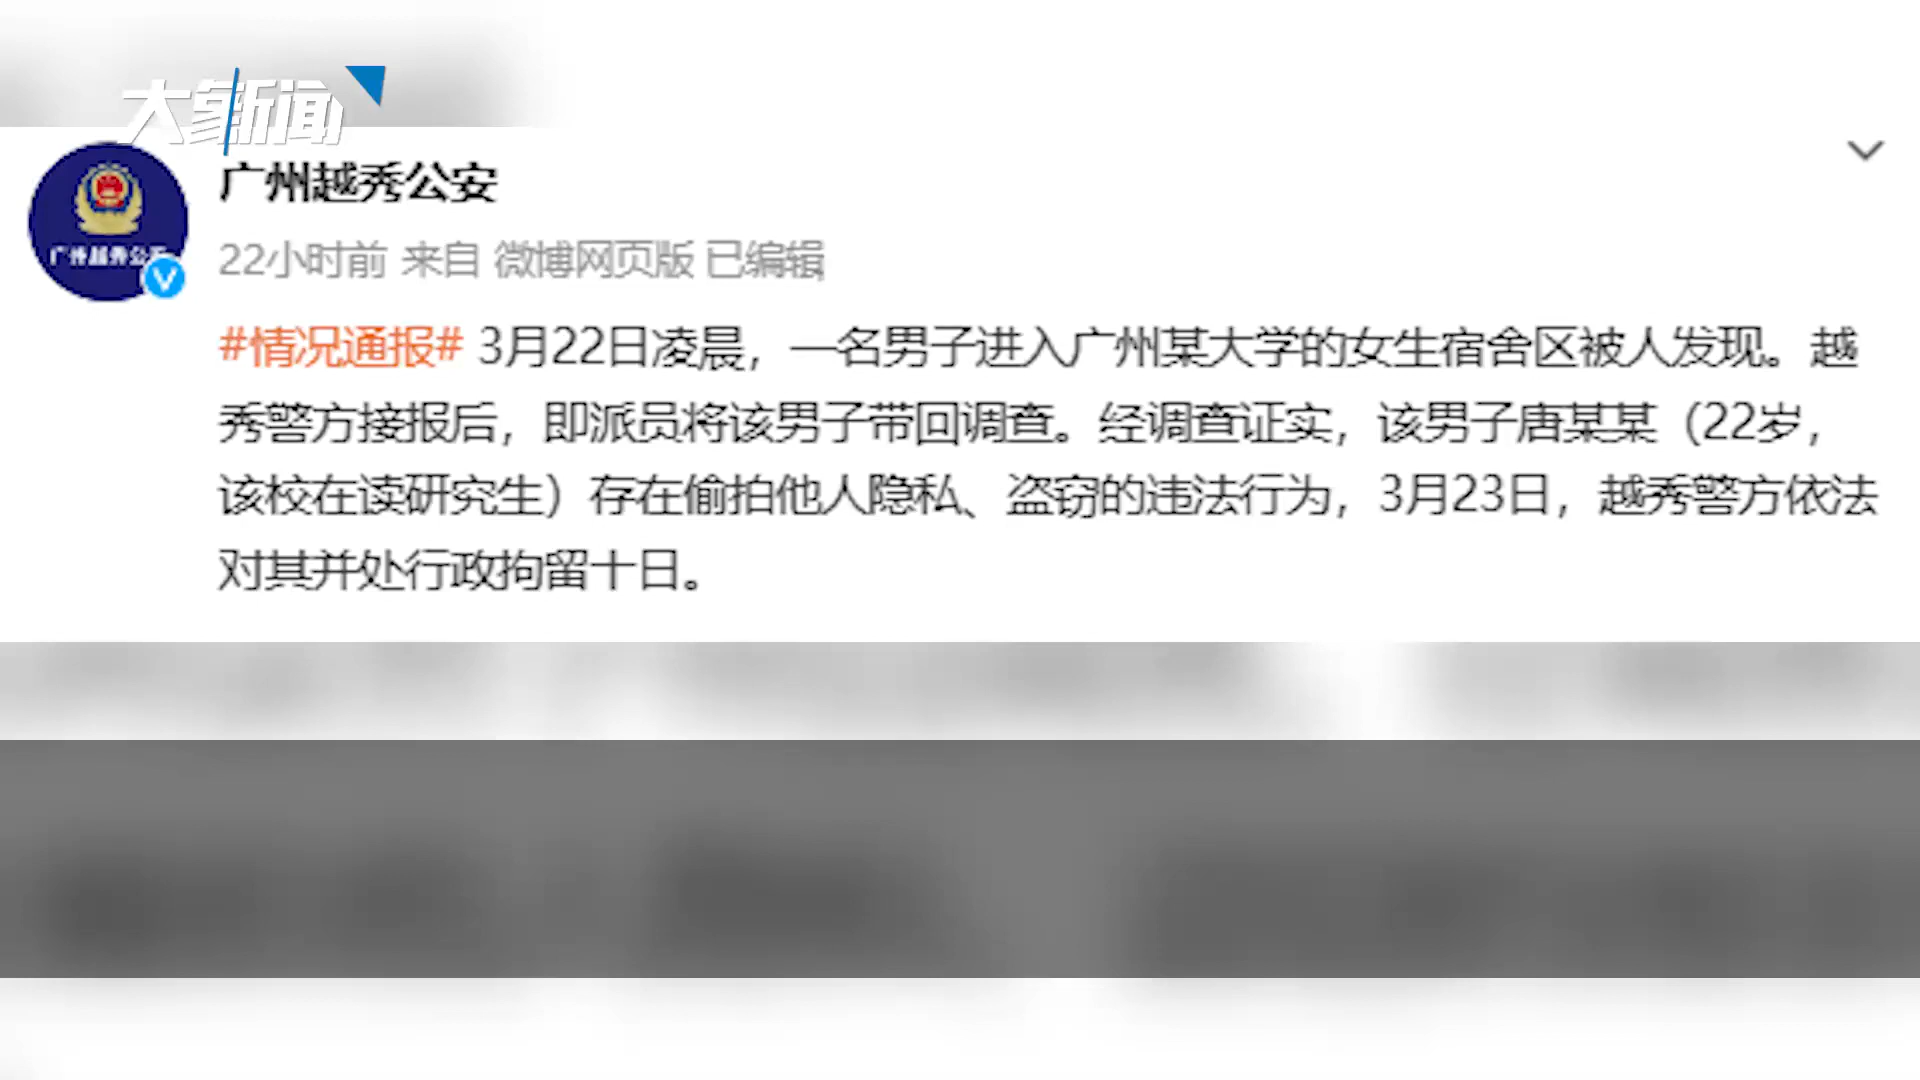 大象新闻
广州越秀公安
22小时前 来自 微博网页版 已编辑
广州越秀公安
#情况通报# 3月22日凌晨，一名男子进入广州某大学的女生宿舍区被人发现。越
秀警方接报后，即派员将该男子带回调查。经调查证实，该男子唐某某（22岁，
该校在读研究生）存在偷拍他人隐私、盗窃的违法行为，3月23日，越秀警方依法
对其并处行政拘留十日。